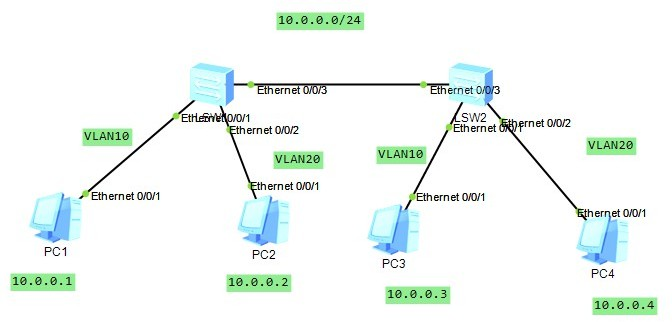 10.0.0.0/24
Ethernet 0/0/3
Ethernet 0/0/3
Ethernet 0/0/1
LSW2
Ethernet 0/0/1
Ethernet 0/0/2
Ethernet 0/0/2
VLAN10
VLAN20
VLAN10
VLAN20
Ethernet 0/0/1
Ethernet 0/0/1
Ethernet 0/0/1
Ethernet 0/0/1
PC1
PC2
PC3
PC4
10.0.0.1
10.0.0.2
10.0.0.3
10.0.0.4